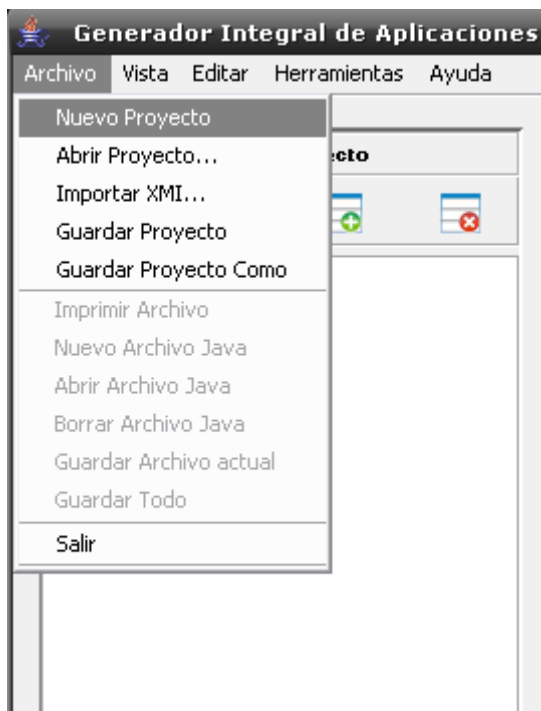 Generador Integral de Aplicaciones
Archivo Vista Editar Herramientas Ayuda
Nuevo Proyecto
Abrir Proyecto...
Importar XMI...
Guardar Proyecto
Guardar Proyecto Como
Imprimir Archivo
Nuevo Archivo Java
Abrir Archivo Java
Borrar Archivo Java
Guardar Archivo actual
Guardar Todo
Salir